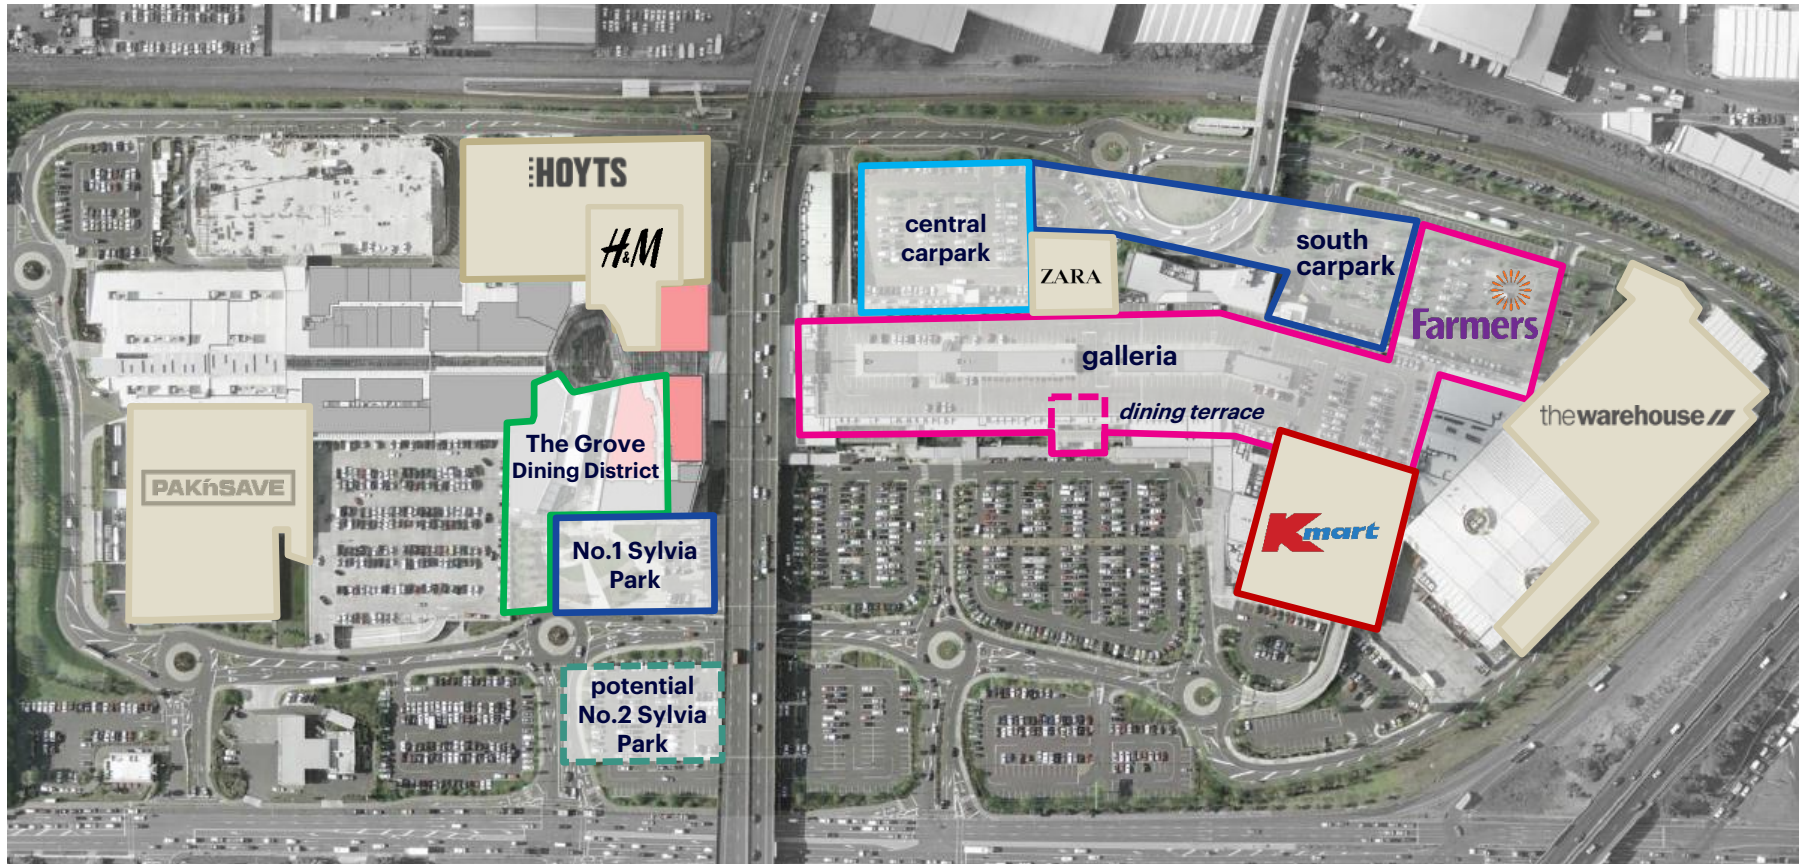 HOYTS
H&M
central
carpark
ZARA
south
carpark
Farmers
galleria
dining terrace
thewarehouse
The Grove
Dining District
PAK'nSAVE
No.1 Sylvia
Park
Kmart
potential
No.2 Sylvia
Park